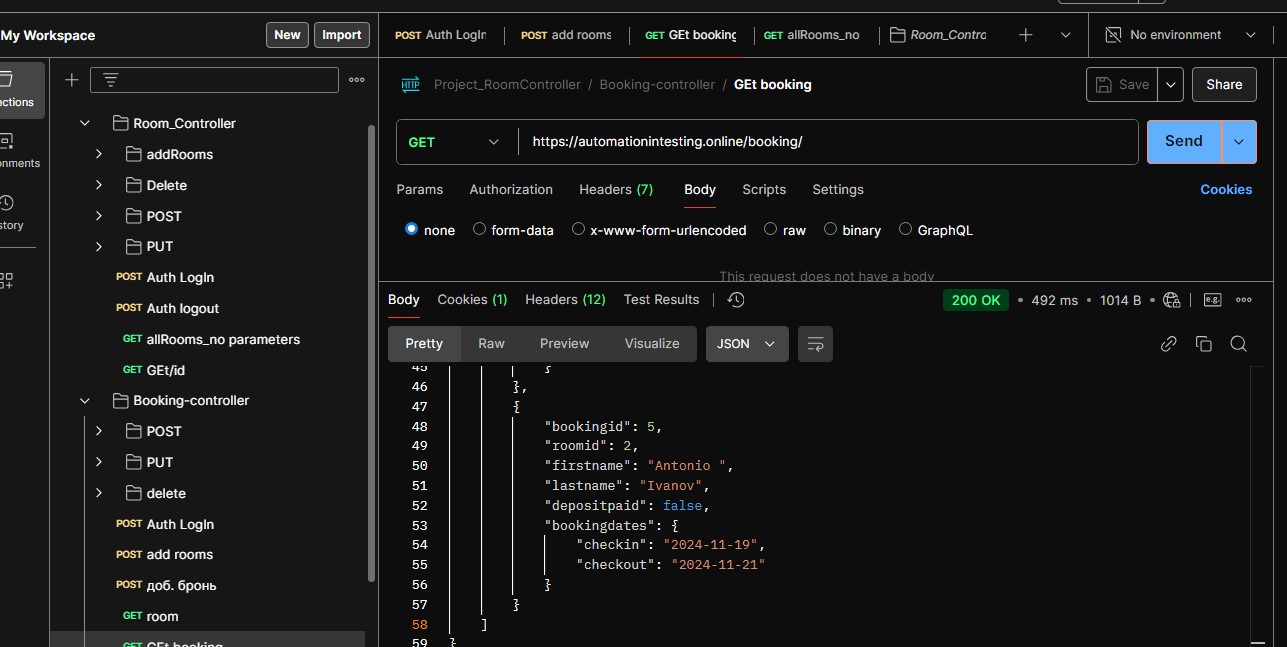 My Workspace
New
Import
POST Auth LogIn
POST add rooms
GET GEt booking
GET allRooms_no
Room_Contro
No environment
HTTP Project_RoomController / Booking-controller / GEt booking
Save
Share
GET
https://automationintesting.online/booking/
Send
Params
Authorization
Headers (7)
Body
Scripts
Settings
Cookies
none
form-data
x-www-form-urlencoded
raw
binary
GraphQL
This request does not have a body
ections
onments
story
Room_Controller
addRooms
Delete
POST
PUT
POST Auth LogIn
POST Auth logout
GET allRooms_no parameters
GET GEt/id
Booking-controller
POST
PUT
delete
POST Auth LogIn
POST add rooms
POST доб. бронь
GET room
GET GEt booking
Body
Cookies (1)
Headers (12)
Test Results
200 OK
492 ms
1014 B
e.g.
Pretty
Raw
Preview
Visualize
JSON
45 }
46 },
47 {
48 "bookingid": 5,
49 "roomid": 2,
50 "firstname": "Antonio ",
51 "lastname": "Ivanov",
52 "depositpaid": false,
53 "bookingdates": {
54 "checkin": "2024-11-19",
55 "checkout": "2024-11-21"
56 }
57 }
58 ]
59 }